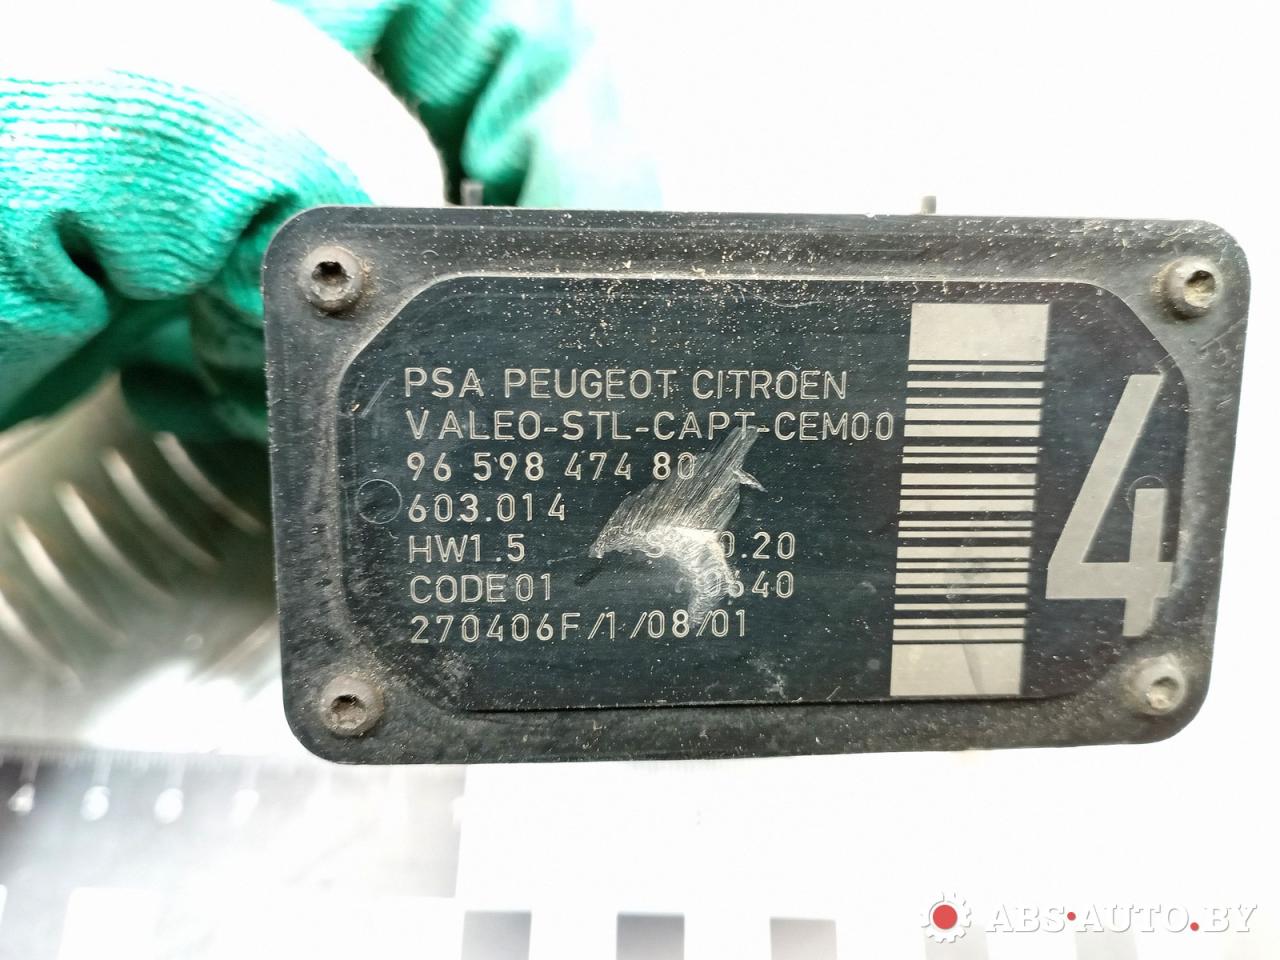 PSA PEUGEOT CITROEN
VALEO-STL-CAPT-CEM00
96 598 474 80
603.014
HW1.5
CODE01
270406F/1/08/01
4
ABS-AUTO.BY